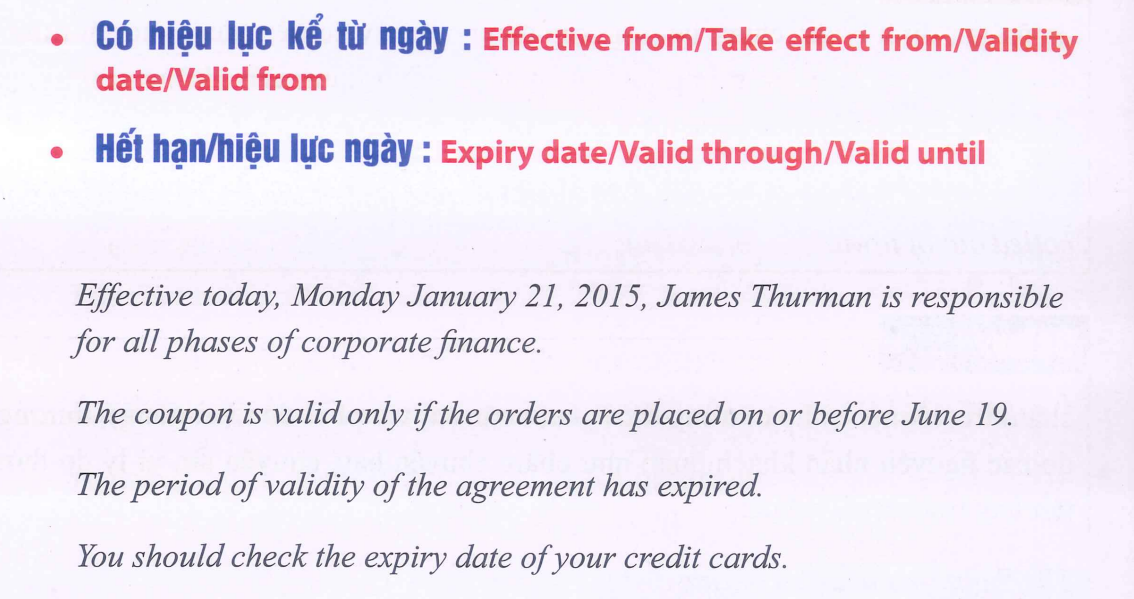 • Có hiệu lực kể từ ngày : Effective from/Take effect from/Validity
date/Valid from
• Hết hạn/hiệu lực ngày : Expiry date/Valid through/Valid until
Effective today, Monday January 21, 2015, James Thurman is responsible
for all phases of corporate finance.
The coupon is valid only if the orders are placed on or before June 19.
The period of validity of the agreement has expired.
You should check the expiry date of your credit cards.